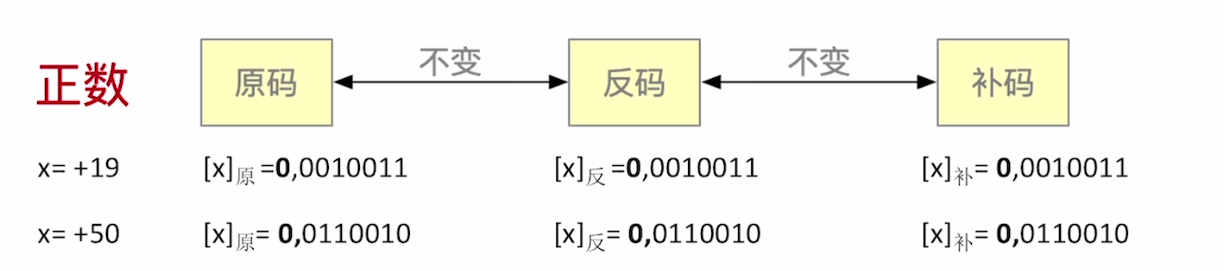 正数 原码 不变 反码 不变 补码
x= +19 [x]原 =0,0010011 [x]反 =0,0010011 [x]补= 0,0010011
x= +50 [x]原= 0,0110010 [x]反= 0,0110010 [x]补= 0,0110010